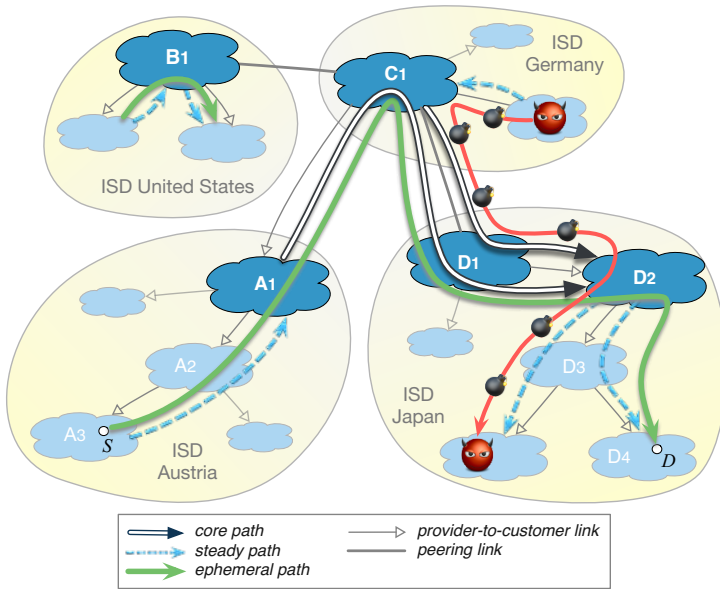 B1
C1
ISD
Germany
ISD United States
D1
D2
A1
A2
D3
ISD
Japan
A3
S
ISD
Austria
D4
D
core path
provider-to-customer link
steady path
peering link
ephemeral path